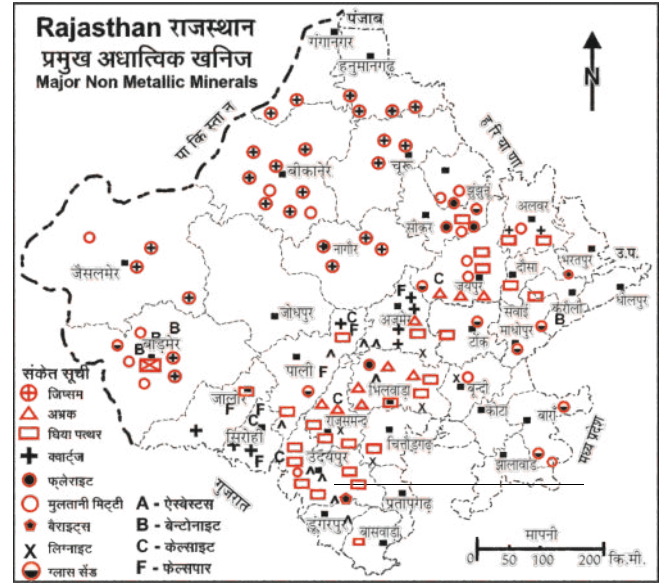 Rajasthan राजस्थान
प्रमुख अधात्विक खनिज
Major Non Metallic Minerals
पंजाब
गंगानगर
हनुमानगढ़
N
पाकिस्तान
हरियाणा
बीकानेर
चूरू
झुंझुनू
सीकर
अलवर
नागौर
जैसलमेर
जयपुर
दौसा
भरतपुर
उ.प.
धोलपुर
करौली
सवाई
माधोपुर
जोधपुर
अजमेर
टोंक
बाड़मेर
पाली
जालौ
सिरोही
भिलवाड़ा
बून्दी
कोटा
बारां
राजसमन्द
चित्तौड़गढ़
झालावाड़
मध्य प्रदेश
उदयपुर
प्रतापगढ़
डूंगरपुर
बासवाड़ा
गुजरात
संकेत सूची
जिप्सम
अभ्रक
घिया पत्थर
क्वार्ट्ज
फ्लेराइट
मुलतानी मिट्टी
बैराइट्स
X लिग्नाइट
ग्लास सेंड
A - ऐस्बेस्टस
B - बेन्टोनाइट
C - केल्साइट
F - फेल्सपार
मापनी
0 50 100 200 कि.मी.